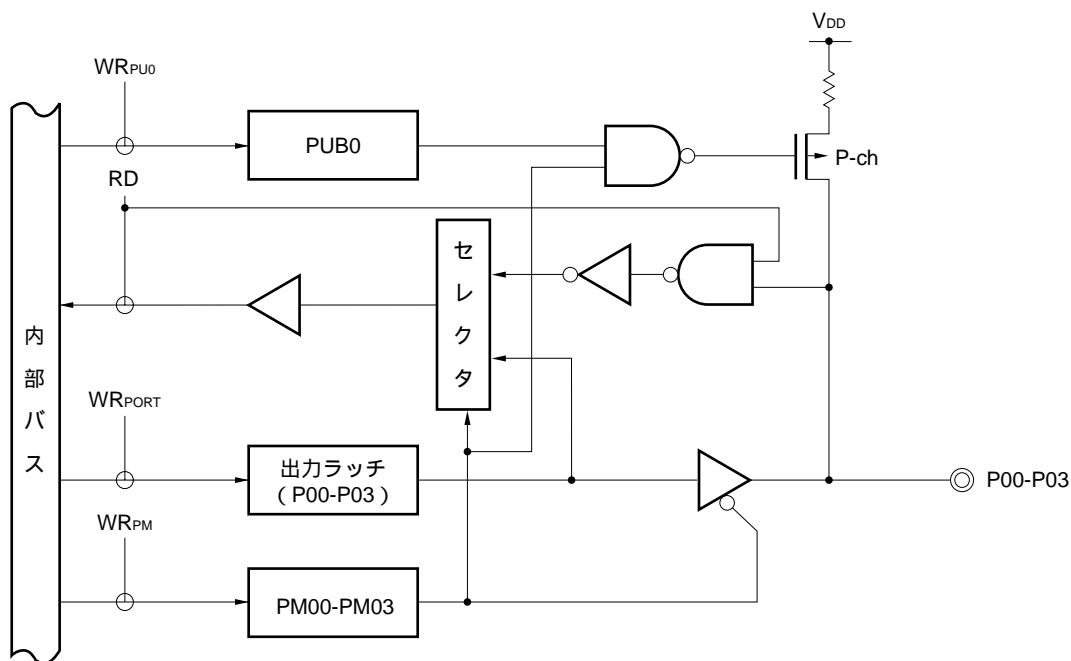 VDD
WRPU0
PUB0
P-ch
RD
セレクタ
内部バス
WRPORT
出力ラッチ
(P00-P03)
P00-P03
WRPM
PM00-PM03